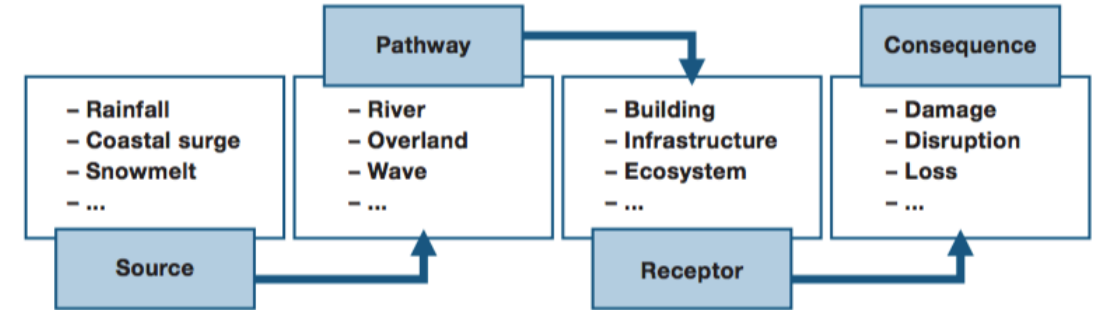 Source
– Rainfall
– Coastal surge
– Snowmelt
– ...
Pathway
– River
– Overland
– Wave
– ...
Receptor
– Building
– Infrastructure
– Ecosystem
– ...
Consequence
– Damage
– Disruption
– Loss
– ...